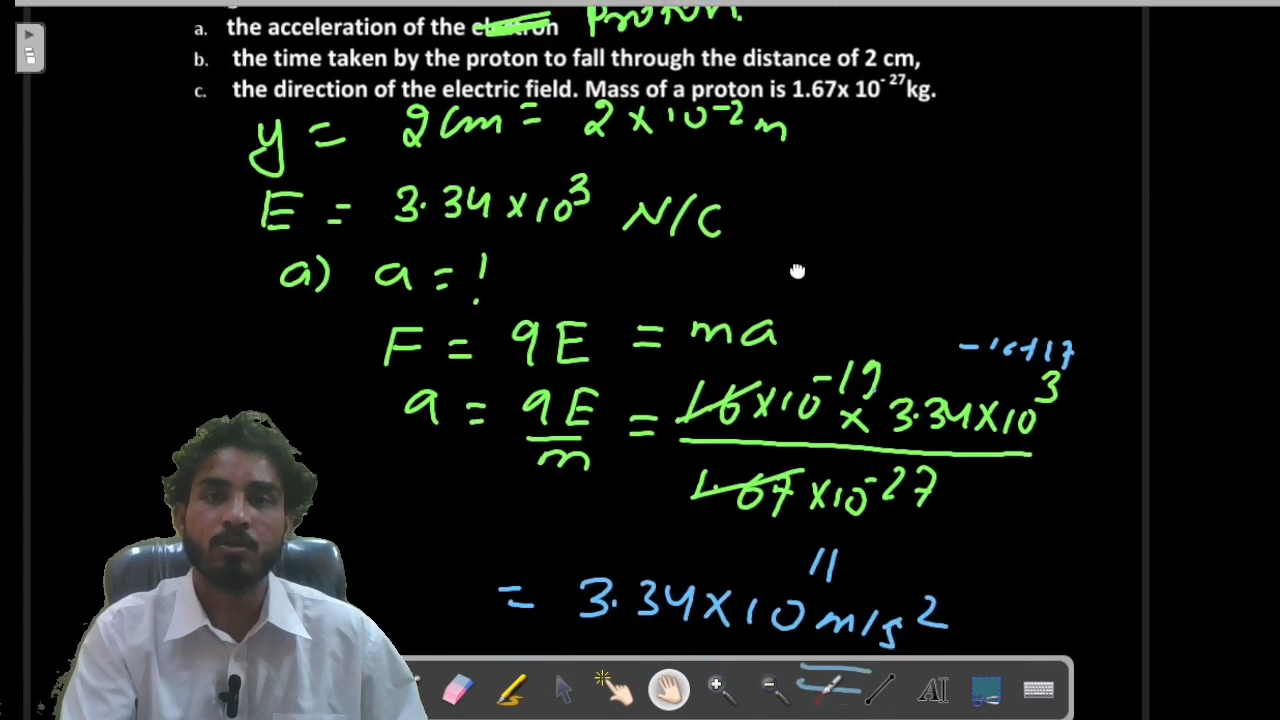 Proton.
a. the acceleration of the electron
b. the time taken by the proton to fall through the distance of 2 cm,
c. the direction of the electric field. Mass of a proton is 1.67x 10⁻²⁷kg.
y = 2cm = 2 × 10⁻² m
E = 3.34 × 10³ N/C
a) a = !
F = qE = ma
-16+17
a = qE/m = 1.6×10⁻¹⁹ × 3.34×10³ / 1.67×10⁻²⁷
= 3.34 × 10¹¹ m/s²
AI